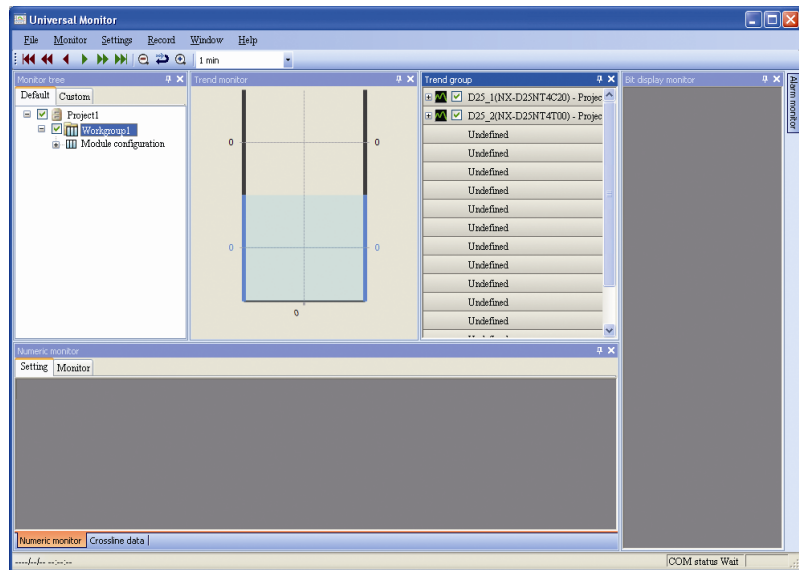 Universal Monitor
File Monitor Settings Record Window Help
1 min
Monitor tree
Default Custom
Project1
Workgroup1
Module configuration
Trend monitor
0 0
0 0
0
Trend group
D25_1(NX-D25NT4C20) - Projec
D25_2(NX-D25NT4T00) - Projec
Undefined
Undefined
Undefined
Undefined
Undefined
Undefined
Undefined
Undefined
Undefined
Undefined
Undefined
Bit display monitor
Alarm monitor
Numeric monitor
Setting Monitor
Numeric monitor Crossline data
----/--/-- --:--:--
COM status Wait